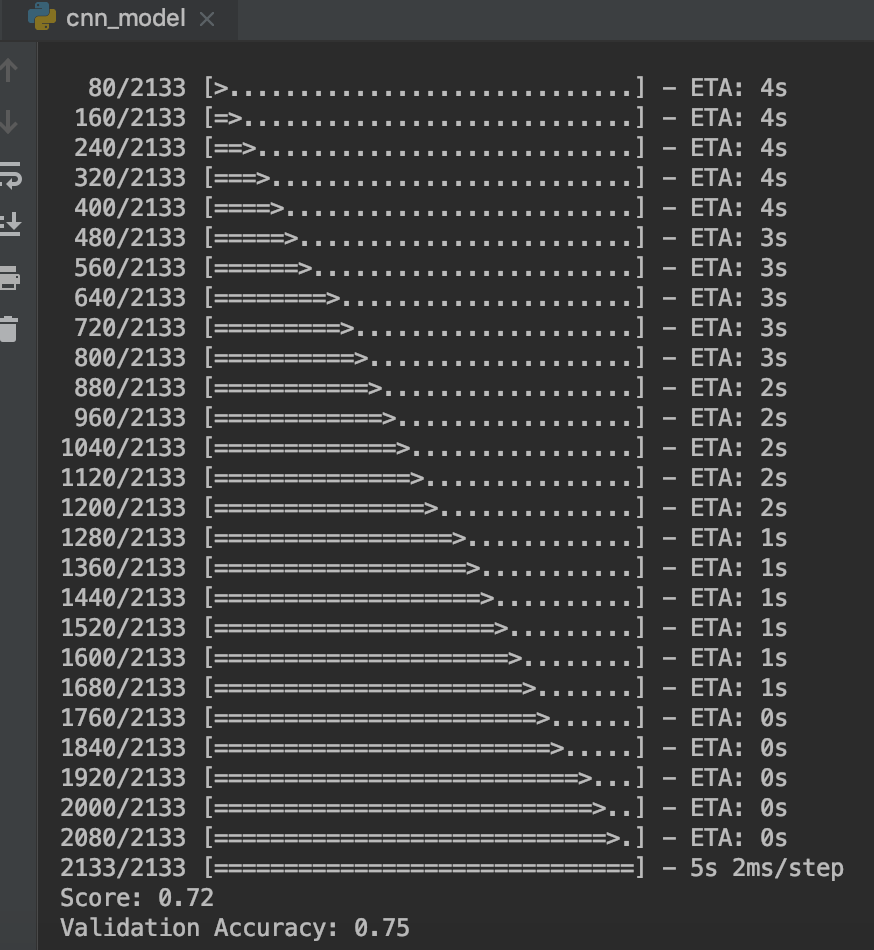 cnn_model
80/2133 [>.............................] - ETA: 4s
160/2133 [=>............................] - ETA: 4s
240/2133 [==>...........................] - ETA: 4s
320/2133 [===>..........................] - ETA: 4s
400/2133 [====>.........................] - ETA: 4s
480/2133 [=====>........................] - ETA: 3s
560/2133 [======>.......................] - ETA: 3s
640/2133 [========>.....................] - ETA: 3s
720/2133 [=========>....................] - ETA: 3s
800/2133 [==========>...................] - ETA: 3s
880/2133 [===========>..................] - ETA: 2s
960/2133 [============>.................] - ETA: 2s
1040/2133 [=============>................] - ETA: 2s
1120/2133 [==============>...............] - ETA: 2s
1200/2133 [===============>..............] - ETA: 2s
1280/2133 [=================>............] - ETA: 1s
1360/2133 [==================>...........] - ETA: 1s
1440/2133 [===================>..........] - ETA: 1s
1520/2133 [====================>.........] - ETA: 1s
1600/2133 [=====================>........] - ETA: 1s
1680/2133 [======================>.......] - ETA: 1s
1760/2133 [=======================>......] - ETA: 0s
1840/2133 [========================>.....] - ETA: 0s
1920/2133 [==========================>...] - ETA: 0s
2000/2133 [===========================>..] - ETA: 0s
2080/2133 [============================>.] - ETA: 0s
2133/2133 [==============================] - 5s 2ms/step
Score: 0.72
Validation Accuracy: 0.75